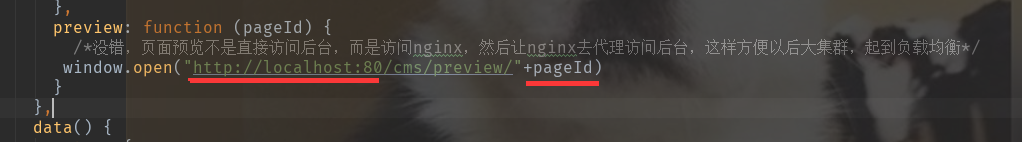 },
preview: function (pageId) {
/*没错，页面预览不是直接访问后台，而是访问nginx，然后让nginx去代理访问后台，这样方便以后大集群，起到负载均衡*/
window.open("http://localhost:80/cms/preview/"+pageId)
}
},
data() {